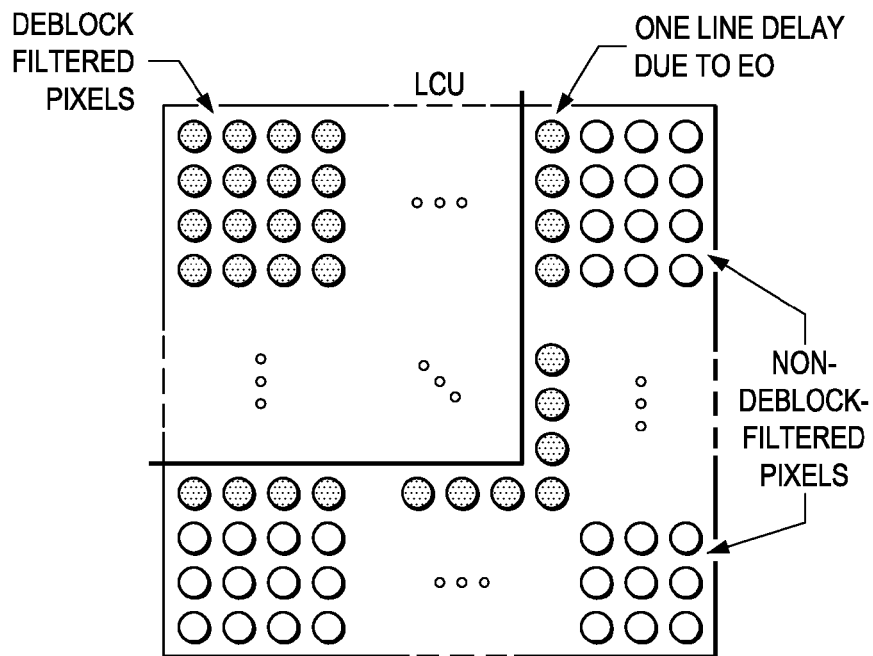 DEBLOCK
FILTERED
PIXELS
LCU
ONE LINE DELAY
DUE TO EO
NON-
DEBLOCK-
FILTERED
PIXELS